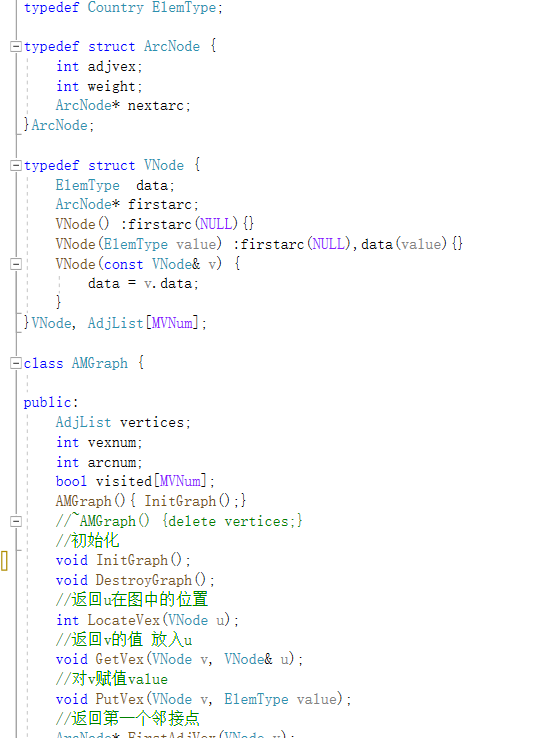 typedef Country ElemType;
typedef struct ArcNode {
int adjvex;
int weight;
ArcNode* nextarc;
}ArcNode;
typedef struct VNode {
ElemType  data;
ArcNode* firstarc;
VNode() :firstarc(NULL){}
VNode(ElemType value) :firstarc(NULL),data(value){}
VNode(const VNode& v) {
data = v.data;
}
}VNode, AdjList[MVNum];
class AMGraph {
public:
AdjList vertices;
int vexnum;
int arcnum;
bool visited[MVNum];
AMGraph(){ InitGraph();}
//~AMGraph() {delete vertices;}
//初始化
void InitGraph();
void DestroyGraph();
//返回u在图中的位置
int LocateVex(VNode u);
//返回v的值 放入u
void GetVex(VNode v, VNode& u);
//对v赋值value
void PutVex(VNode v, ElemType value);
//返回第一个邻接点
ArcNode* FirstAdjVex(VNode v);